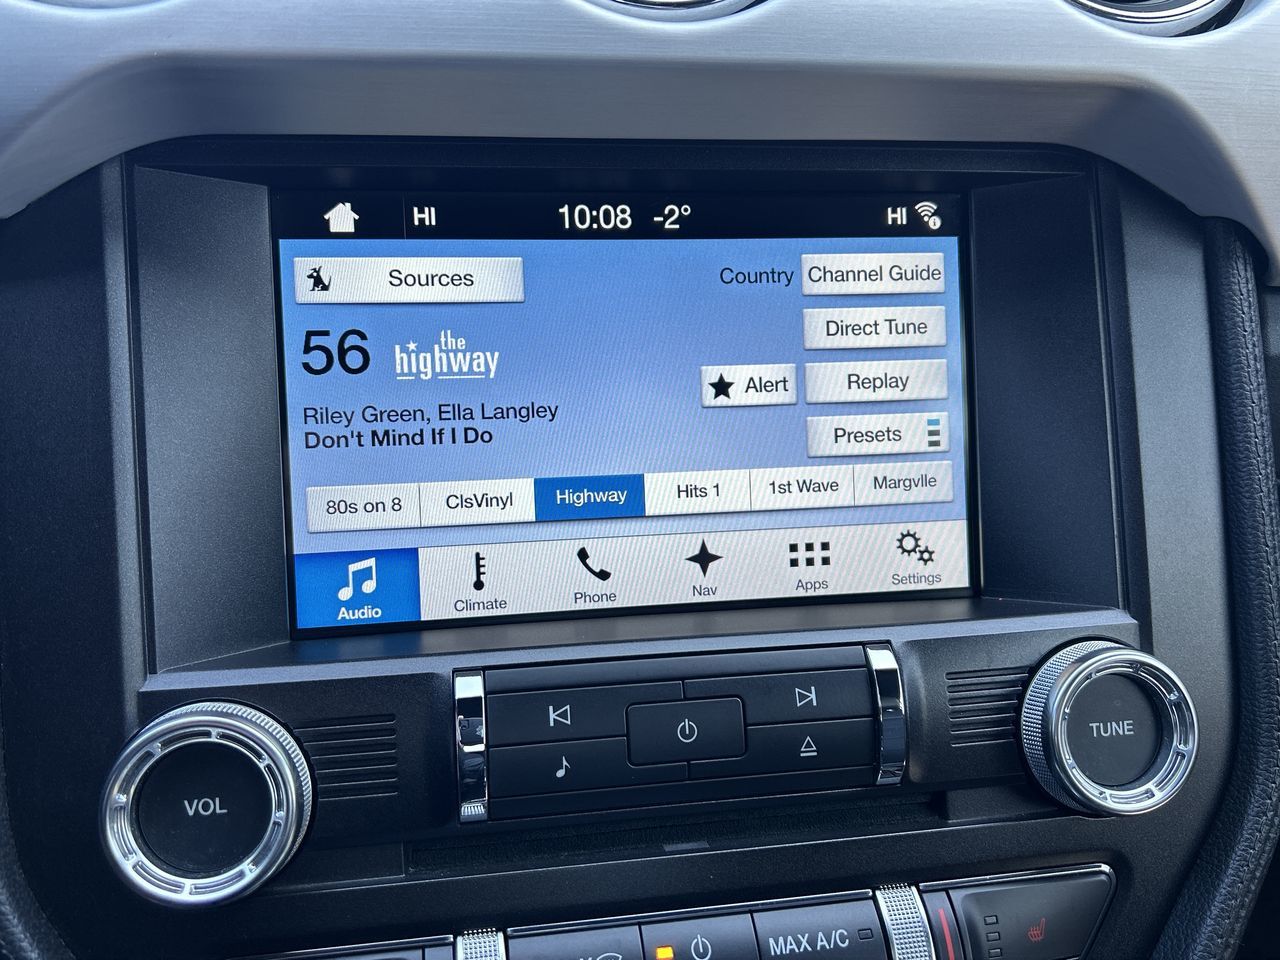 HI 10:08 -2° HI
Sources
Country Channel Guide
Direct Tune
56 the highway
Alert Replay
Riley Green, Ella Langley
Don't Mind If I Do
Presets
80s on 8 ClsVinyl Highway Hits 1 1st Wave Margvlle
Audio Climate Phone Nav Apps Settings
VOL
TUNE
MAX A/C